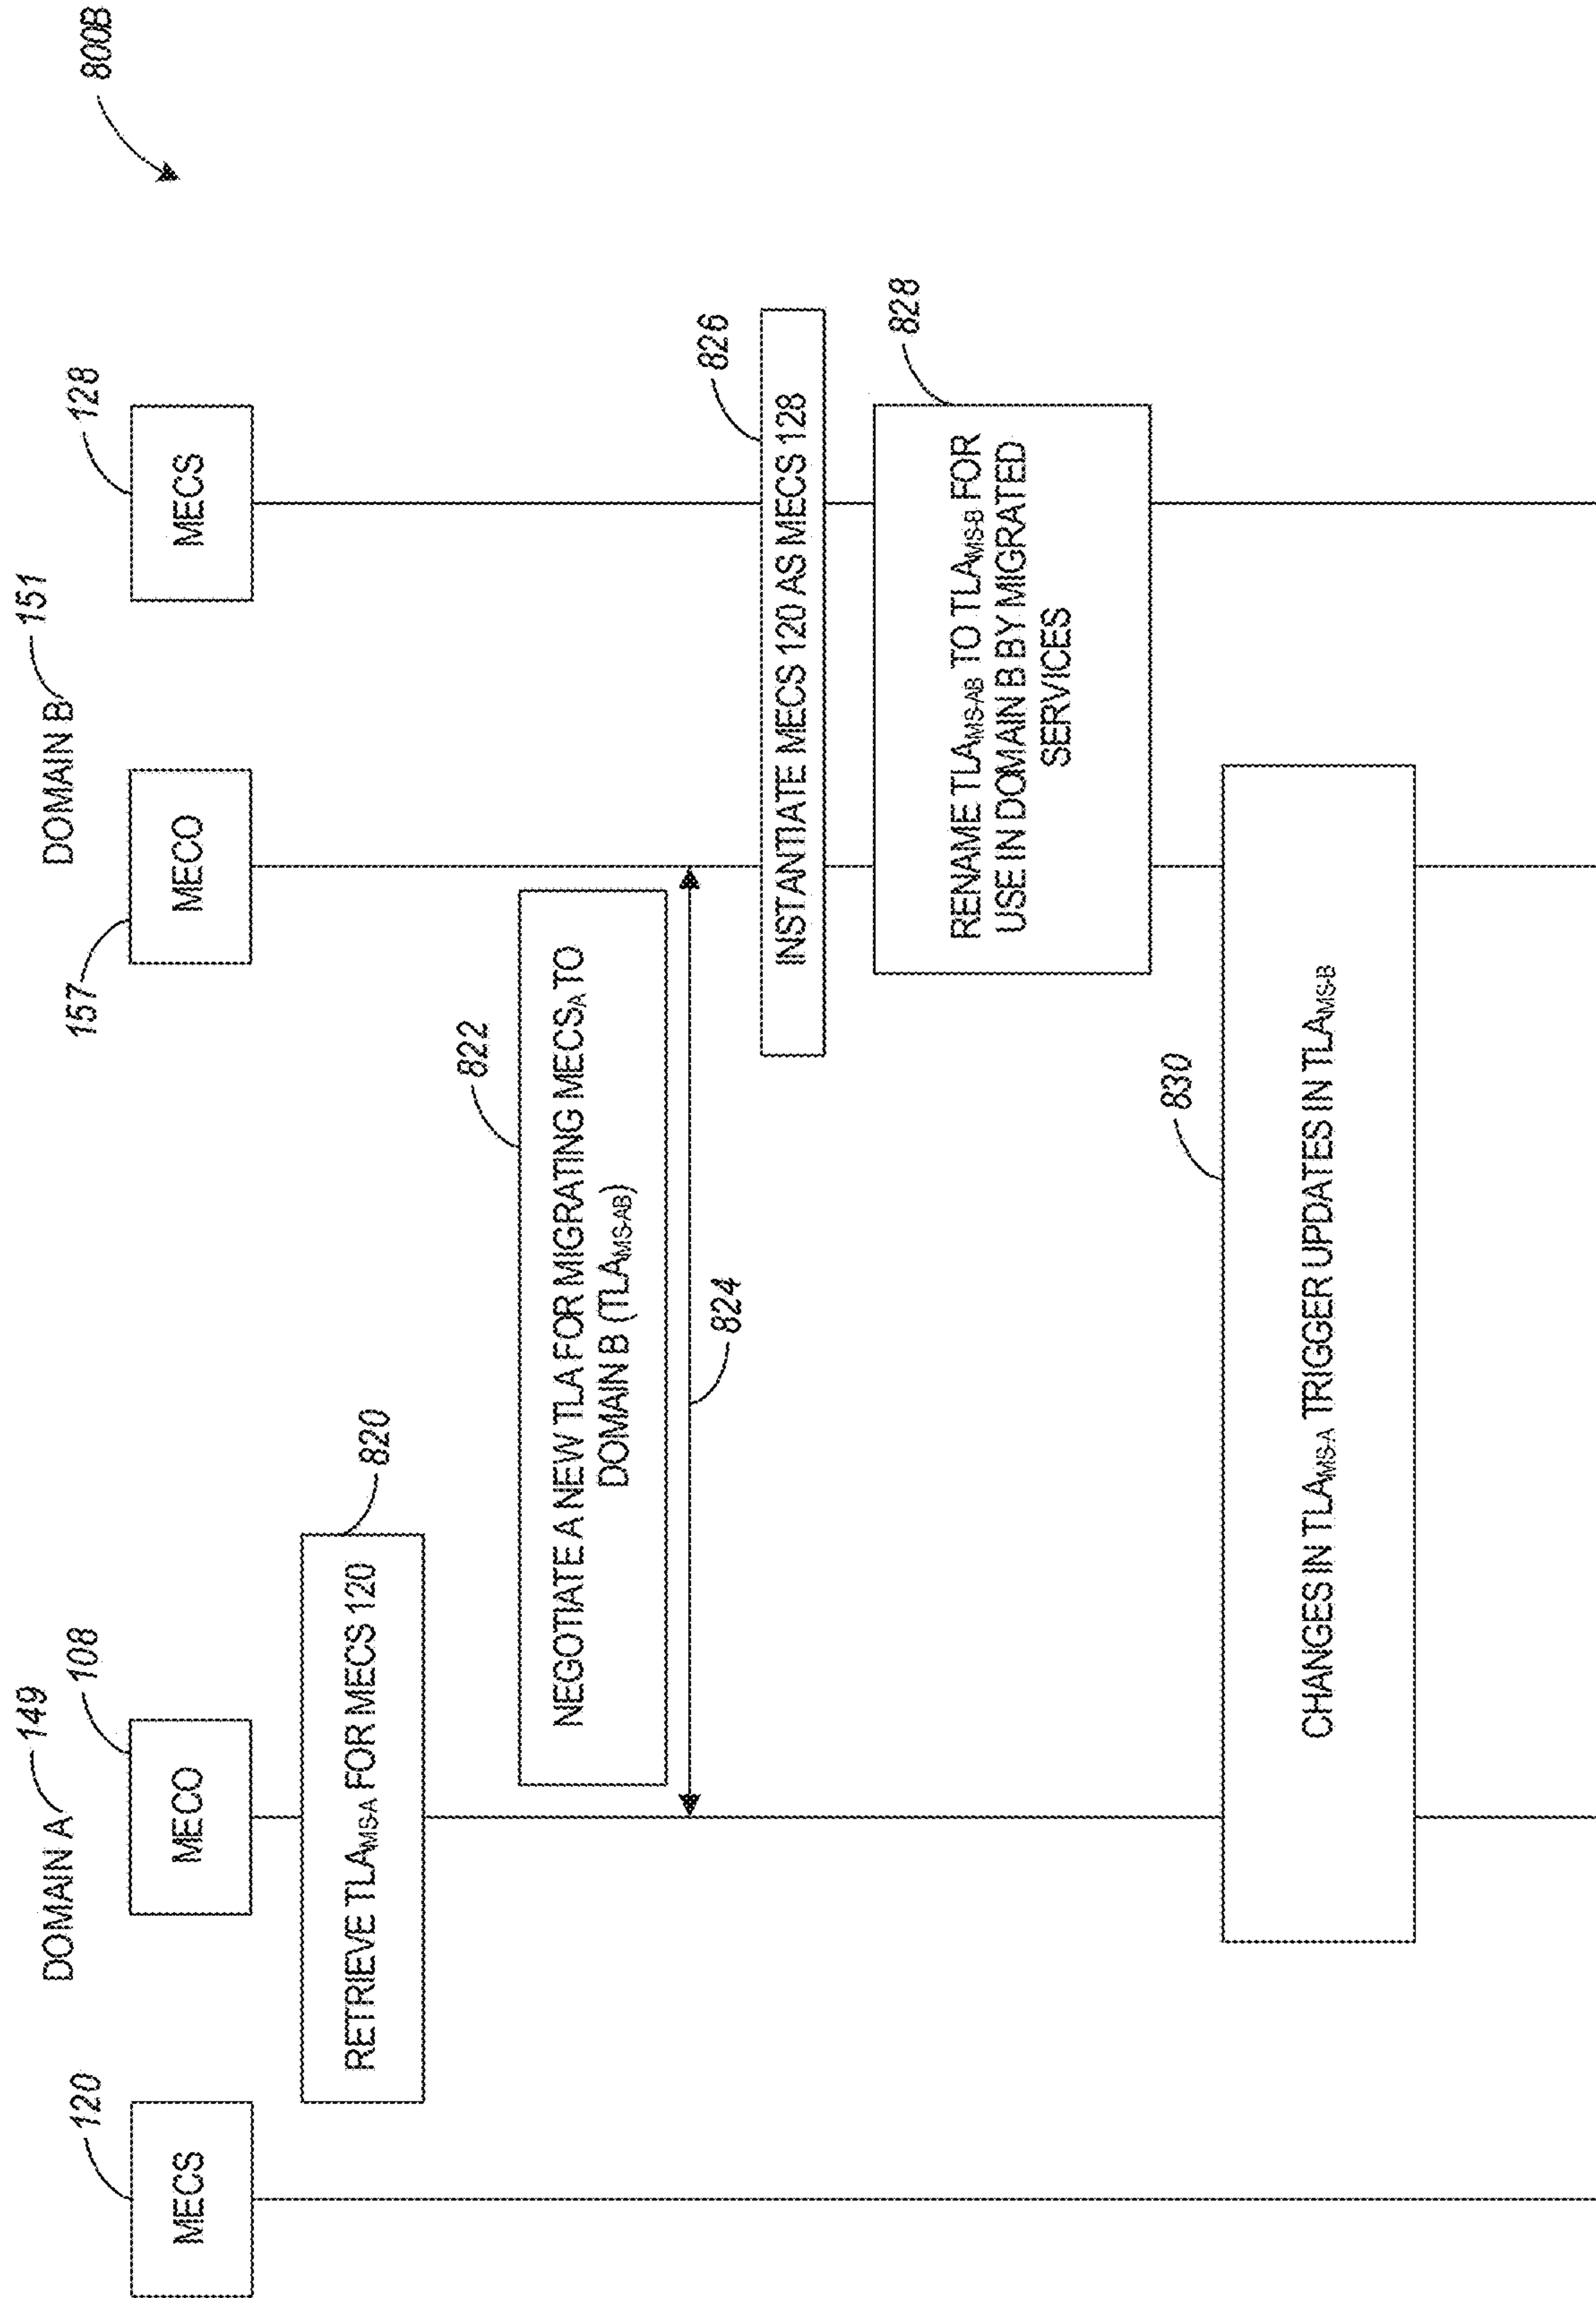 800B
DOMAIN A 149
DOMAIN B 151
120
MECS
108
MECO
157
MECO
128
MECS
820
RETRIEVE TLAMS-A FOR MECS 120
822
NEGOTIATE A NEW TLA FOR MIGRATING MECSA TO
DOMAIN B (TLAMS-AB)
824
826
INSTANTIATE MECS 120 AS MECS 128
828
RENAME TLAMS-AB TO TLAMS-B FOR
USE IN DOMAIN B BY MIGRATED
SERVICES
830
CHANGES IN TLAMS-A TRIGGER UPDATES IN TLAMS-B